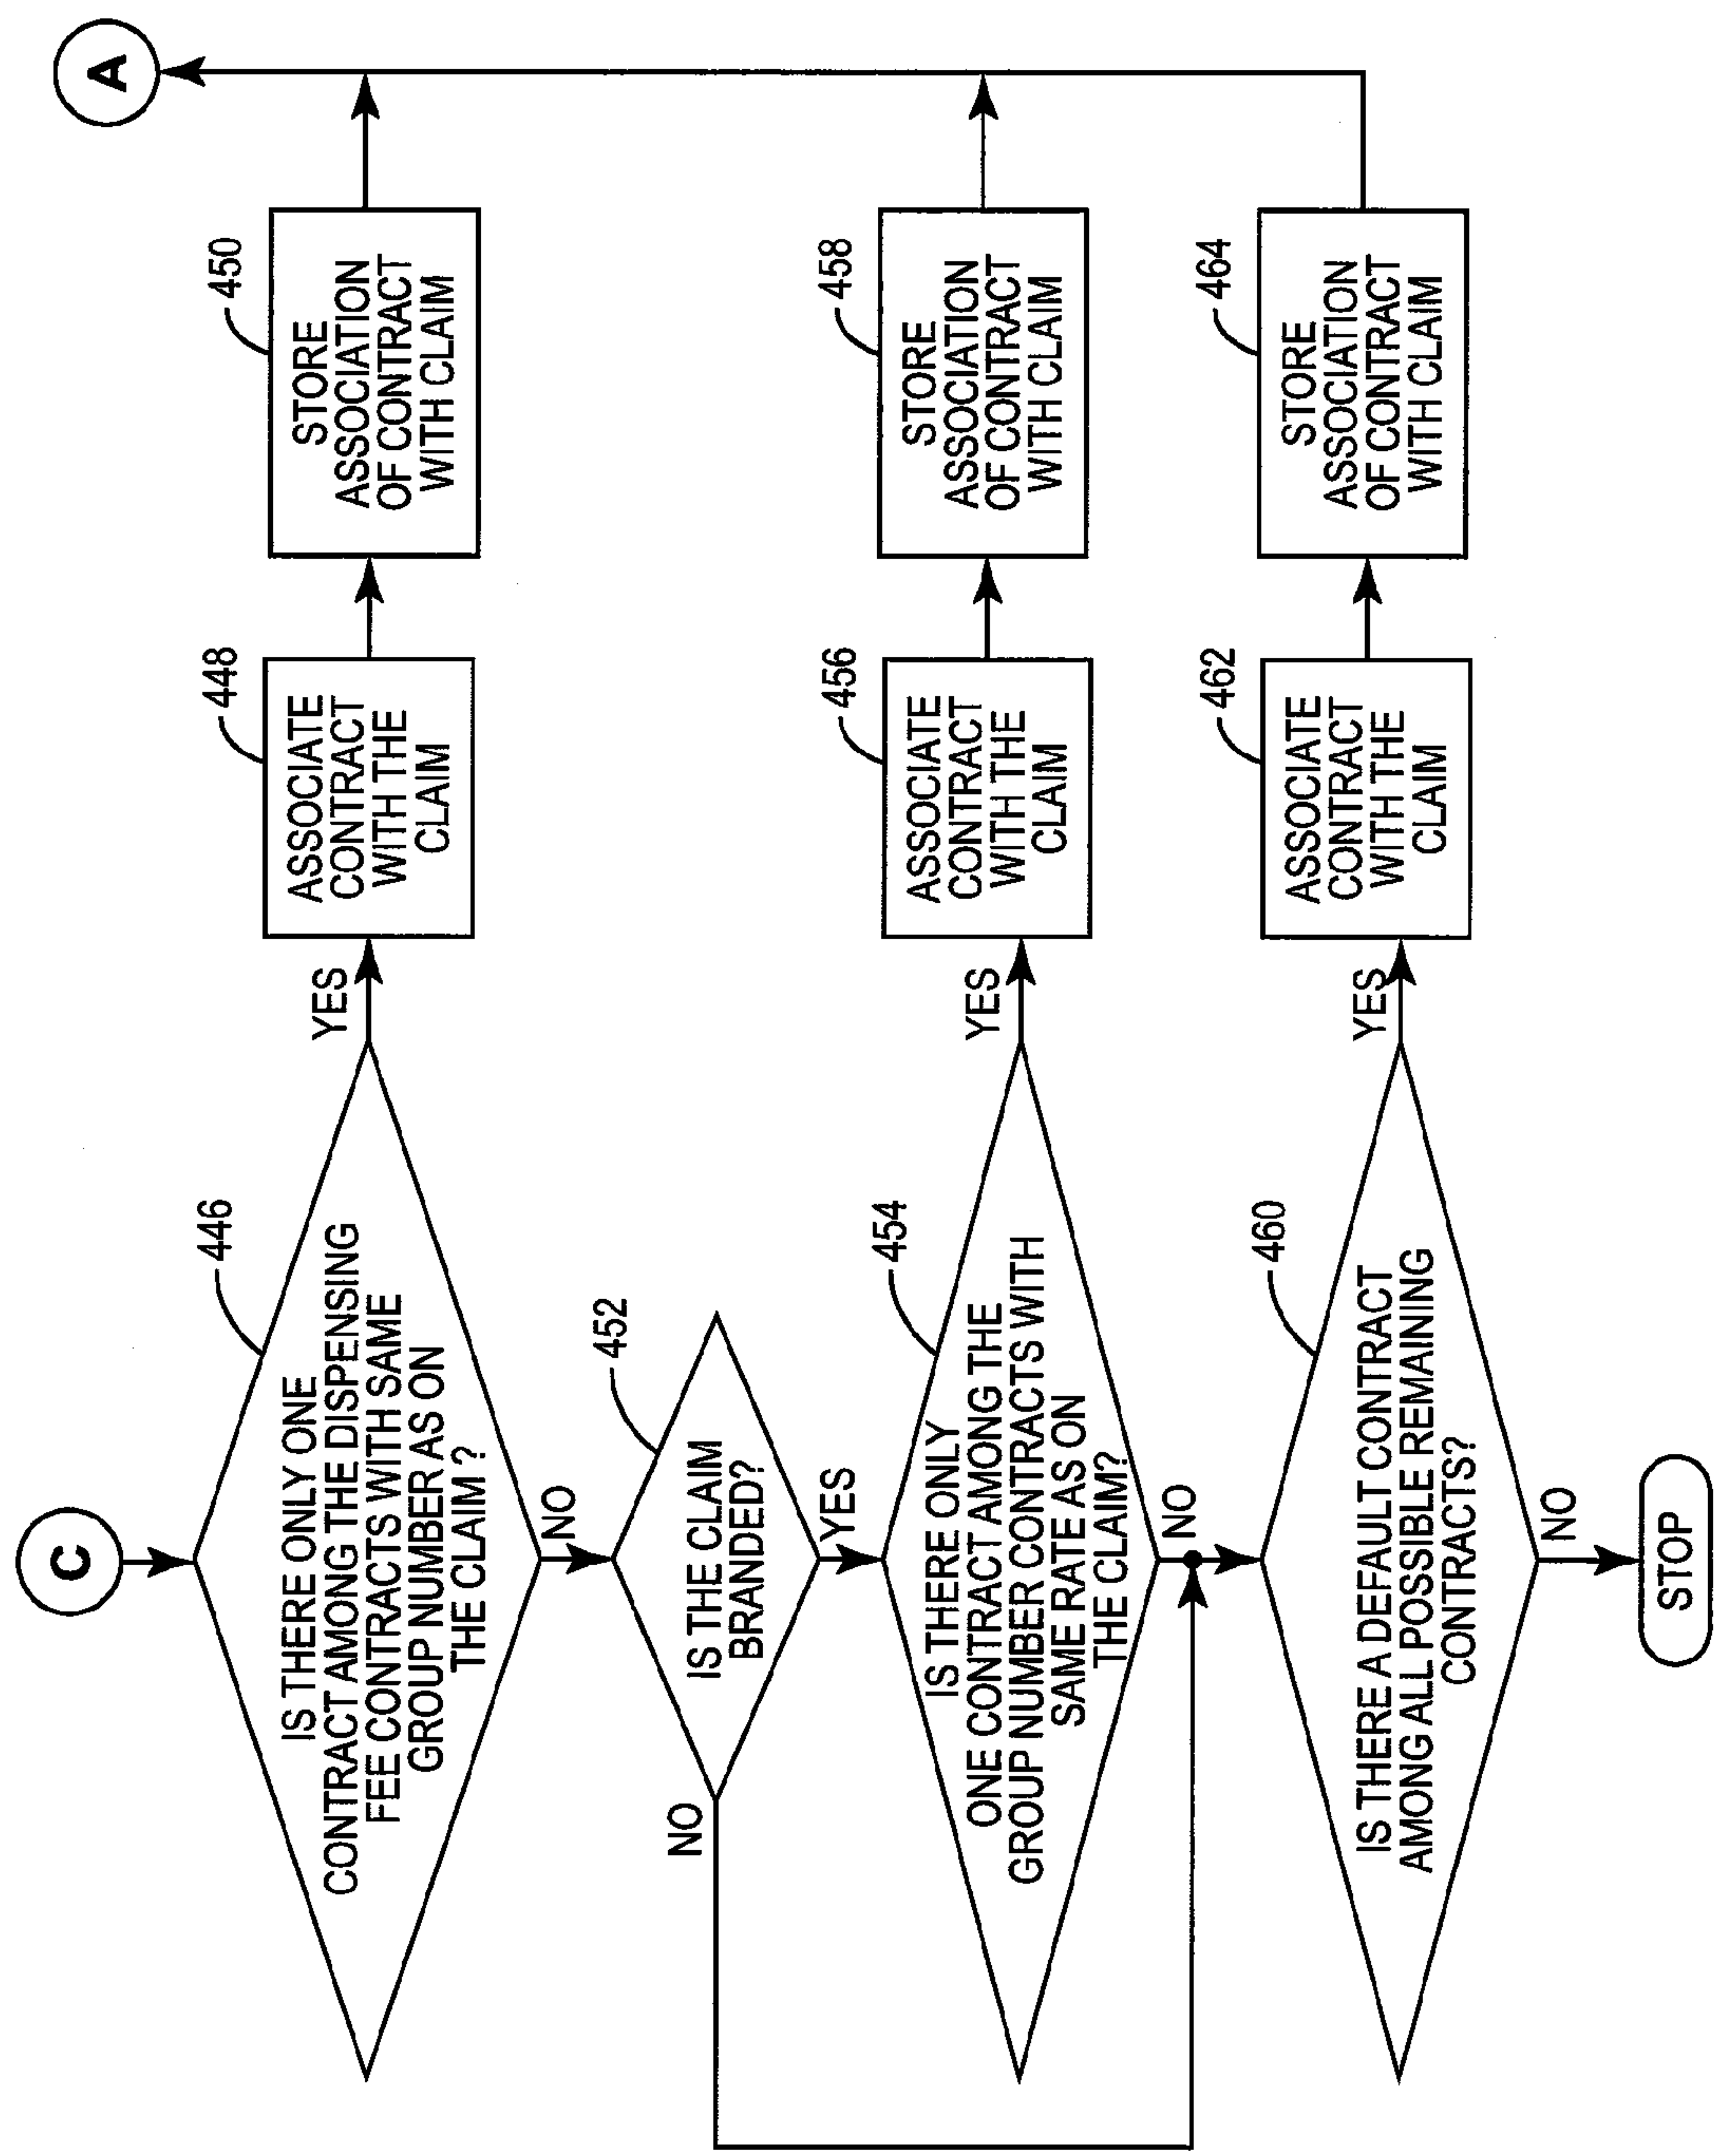 C
446
IS THERE ONLY ONE
CONTRACT AMONG THE DISPENSING
FEE CONTRACTS WITH SAME
GROUP NUMBER AS ON
THE CLAIM ?
YES
448
ASSOCIATE
CONTRACT
WITH THE
CLAIM
450
STORE
ASSOCIATION
OF CONTRACT
WITH CLAIM
A
NO
452
IS THE CLAIM
BRANDED?
NO
YES
454
IS THERE ONLY
ONE CONTRACT AMONG THE
GROUP NUMBER CONTRACTS WITH
SAME RATE AS ON
THE CLAIM?
YES
456
ASSOCIATE
CONTRACT
WITH THE
CLAIM
458
STORE
ASSOCIATION
OF CONTRACT
WITH CLAIM
NO
460
IS THERE A DEFAULT CONTRACT
AMONG ALL POSSIBLE REMAINING
CONTRACTS?
YES
462
ASSOCIATE
CONTRACT
WITH THE
CLAIM
464
STORE
ASSOCIATION
OF CONTRACT
WITH CLAIM
NO
STOP